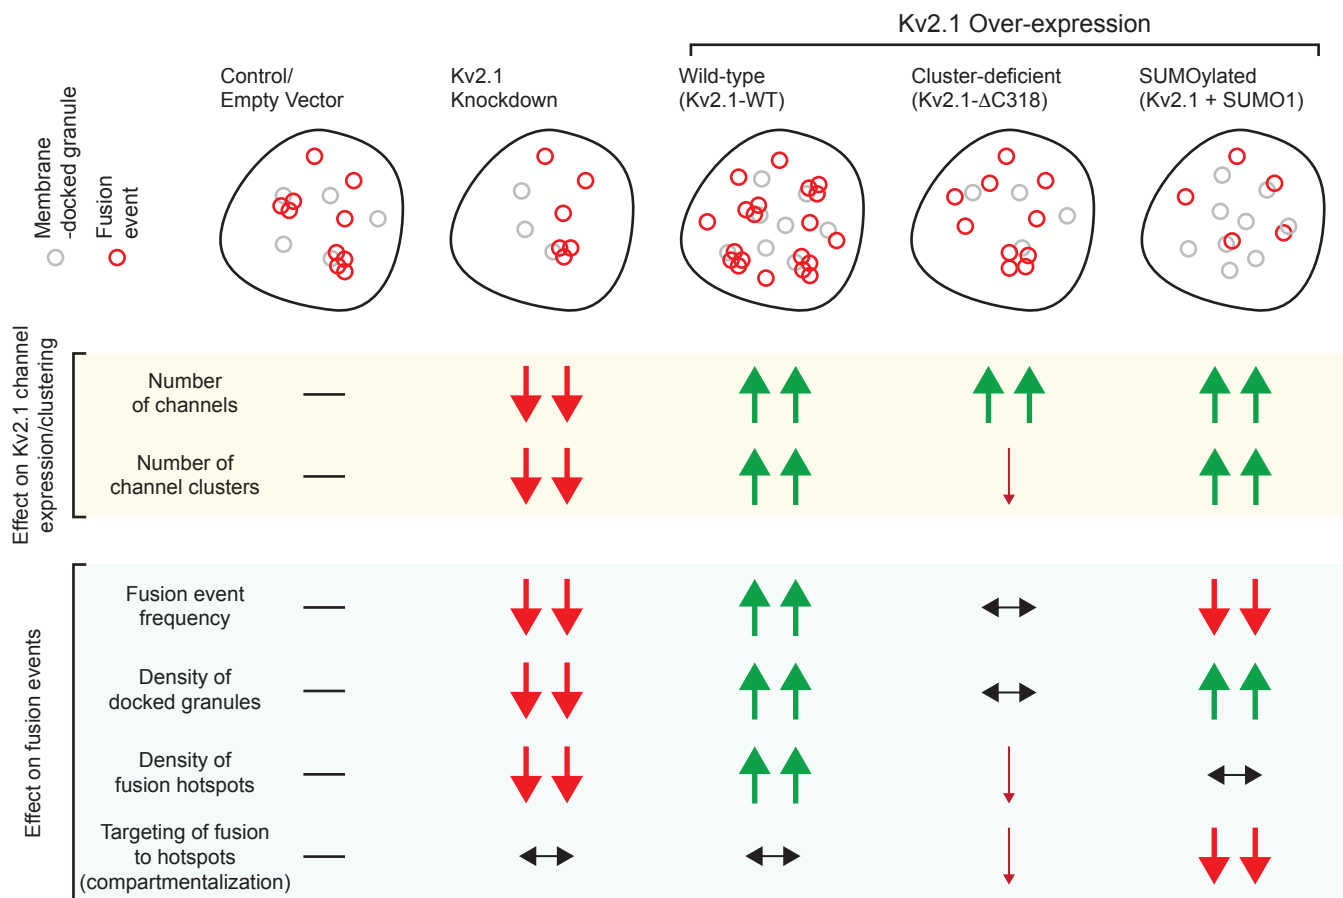 Kv2.1 Over-expression
Control/
Empty Vector
Kv2.1
Knockdown
Wild-type
(Kv2.1-WT)
Cluster-deficient
(Kv2.1-ΔC318)
SUMOylated
(Kv2.1 + SUMO1)
Membrane
-docked granule
Fusion
event
Effect on Kv2.1 channel
expression/clustering
Number
of channels
Number of
channel clusters
Effect on fusion events
Fusion event
frequency
Density of
docked granules
Density of
fusion hotspots
Targeting of fusion
to hotspots
(compartmentalization)